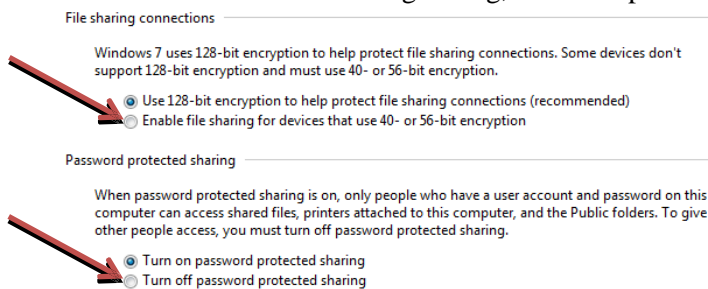 File sharing connections
Windows 7 uses 128-bit encryption to help protect file sharing connections. Some devices don't
support 128-bit encryption and must use 40- or 56-bit encryption.
Use 128-bit encryption to help protect file sharing connections (recommended)
Enable file sharing for devices that use 40- or 56-bit encryption
Password protected sharing
When password protected sharing is on, only people who have a user account and password on this
computer can access shared files, printers attached to this computer, and the Public folders. To give
other people access, you must turn off password protected sharing.
Turn on password protected sharing
Turn off password protected sharing